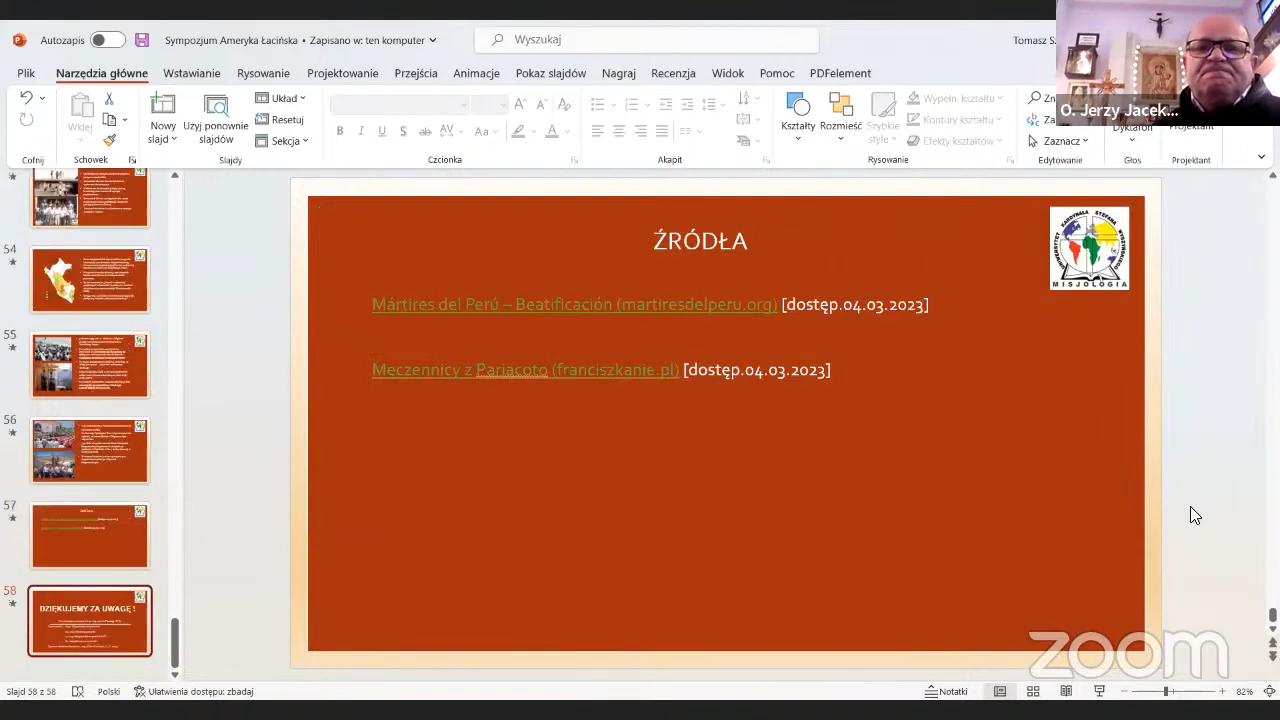 Autozapis
Sympozjum Ameryka Łacińska • Zapisano w: ten komputer
Wyszukaj
Tomasz
Plik
Narzędzia główne
Wstawianie
Rysowanie
Projektowanie
Przejścia
Animacje
Pokaz slajdów
Nagraj
Recenzja
Widok
Pomoc
PDFelement
O. Jerzy Jacek...
Wklej
Nowy slajd
Użyj ponownie slajdów
Układ
Resetuj
Sekcja
Kształty
Rozmieść
Szybkie style
Wypełn. kształtu
Kontury kształtu
Efekty kształtów
Zaznacz
Dyktafon
Projektant
Cofnij
Schowek
Slajdy
Czcionka
Akapit
Rysowanie
Edytowanie
Głos
Projektant
54
55
56
57
58
DZIĘKUJEMY ZA UWAGĘ !
ŹRÓDŁA
UNIWERSYTET KARDYNAŁA STEFANA WYSZYŃSKIEGO
MISJOLOGIA
Mártires del Perú – Beatificación (martiresdelperu.org) [dostęp.04.03.2023]
Męczennicy z Pariacoto (franciszkanie.pl) [dostęp.04.03.2023]
zoom
Slajd 58 z 58
Polski
Ułatwienia dostępu: zbadaj
Notatki
82%